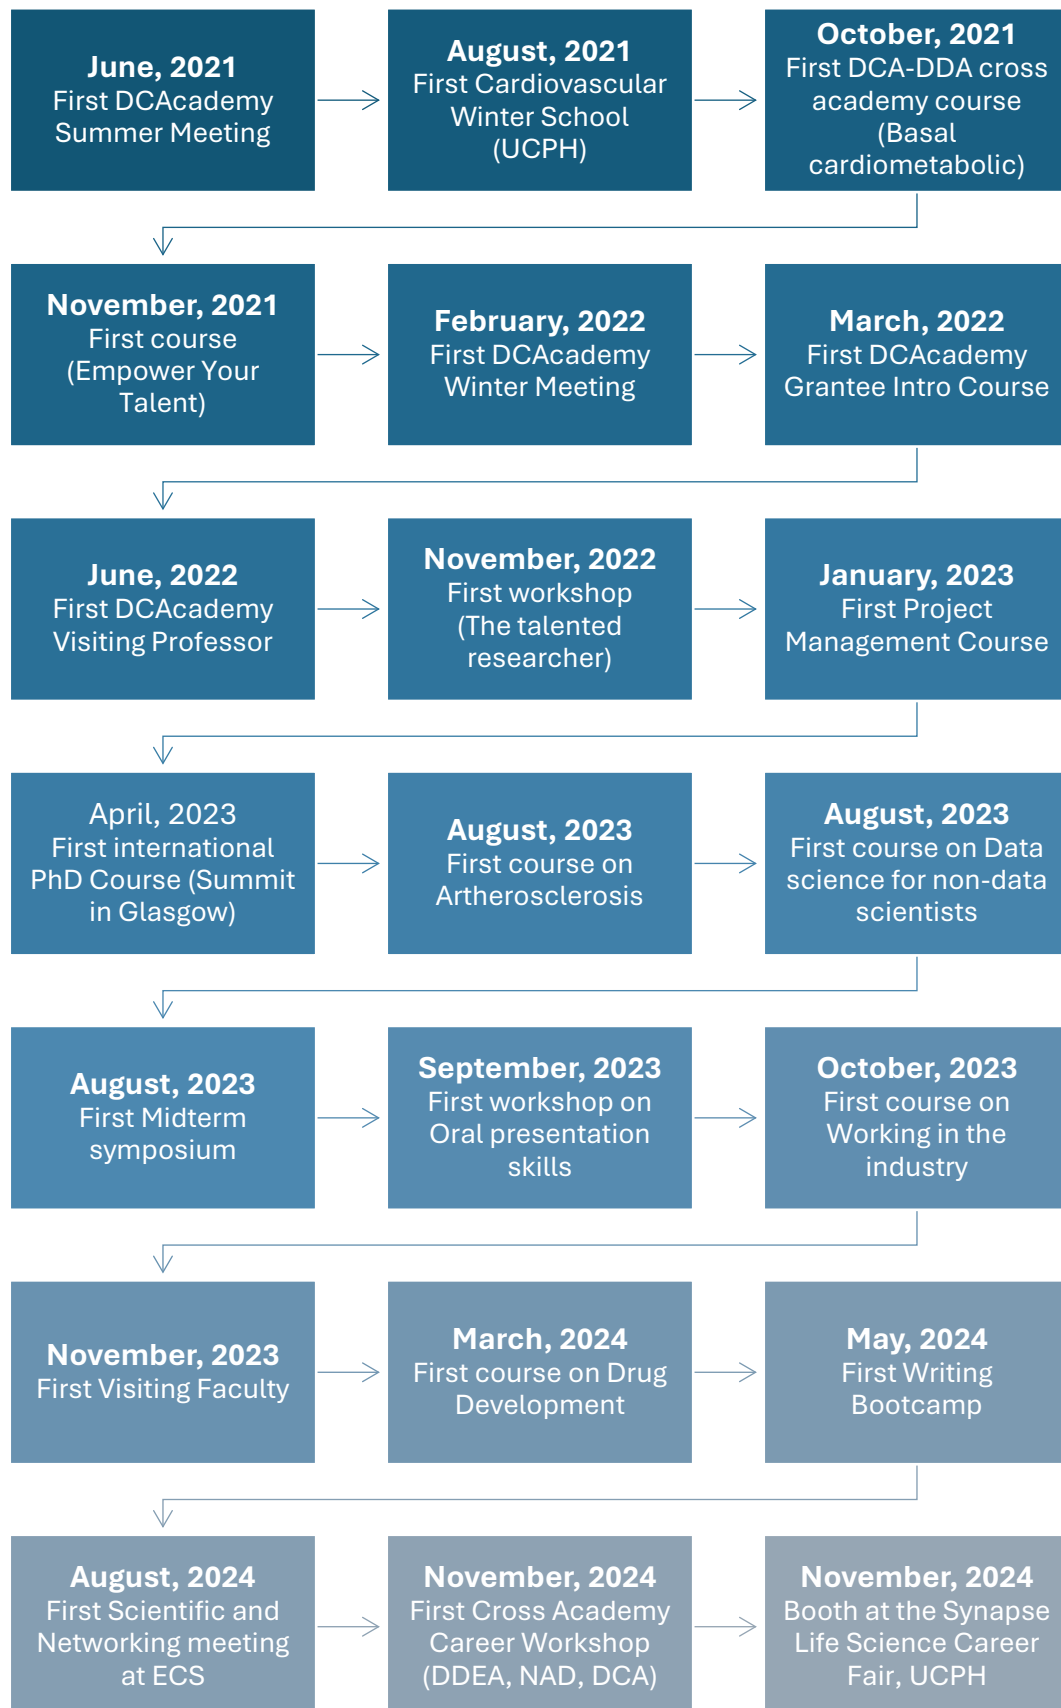 June, 2021
First DCAcademy
Summer Meeting
August, 2021
First Cardiovascular
Winter School
(UCPH)
October, 2021
First DCA-DDA cross
academy course
(Basal
cardiometabolic)
November, 2021
First course
(Empower Your
Talent)
February, 2022
First DCAcademy
Winter Meeting
March, 2022
First DCAcademy
Grantee Intro Course
June, 2022
First DCAcademy
Visiting Professor
November, 2022
First workshop
(The talented
researcher)
January, 2023
First Project
Management Course
April, 2023
First international
PhD Course (Summit
in Glasgow)
August, 2023
First course on
Artherosclerosis
August, 2023
First course on Data
science for non-data
scientists
August, 2023
First Midterm
symposium
September, 2023
First workshop on
Oral presentation
skills
October, 2023
First course on
Working in the
industry
November, 2023
First Visiting Faculty
March, 2024
First course on Drug
Development
May, 2024
First Writing
Bootcamp
August, 2024
First Scientific and
Networking meeting
at ECS
November, 2024
First Cross Academy
Career Workshop
(DDEA, NAD, DCA)
November, 2024
Booth at the Synapse
Life Science Career
Fair, UCPH